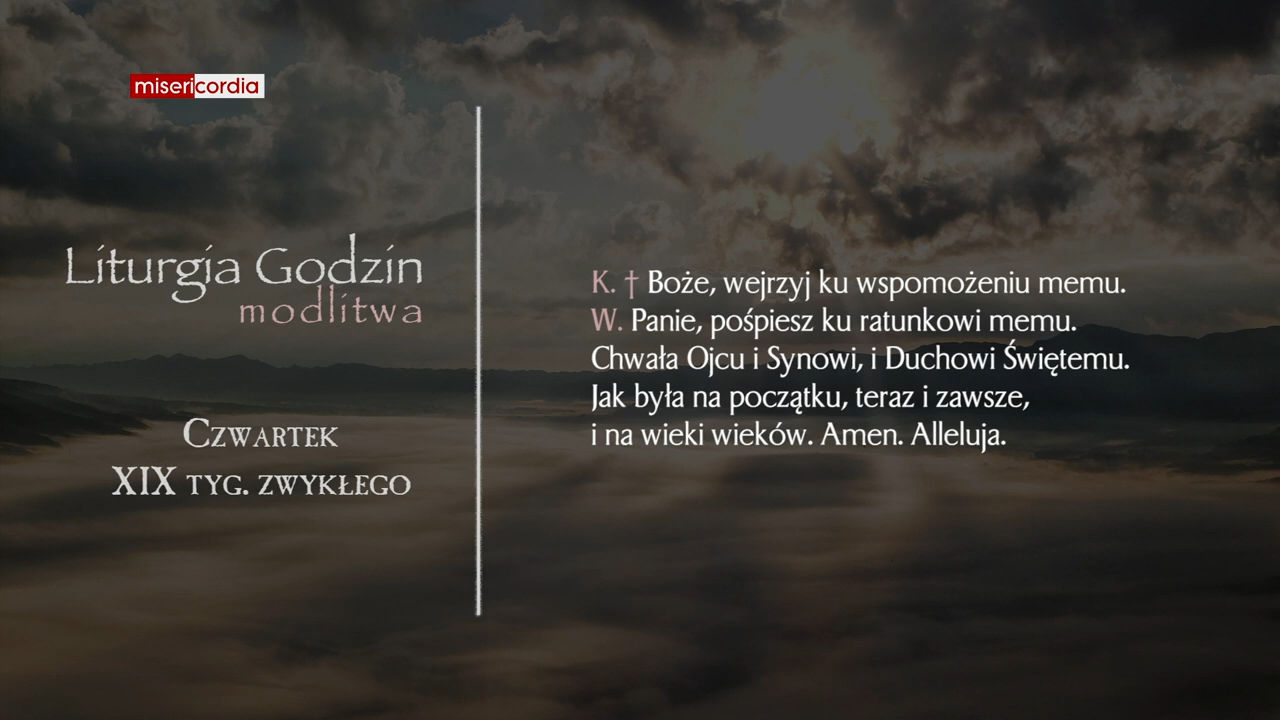 misericordia
Liturgia Godzin
modlitwa
Czwartek
XIX tyg. zwykłego
K. † Boże, wejrzyj ku wspomożeniu memu.
W. Panie, pośpiesz ku ratunkowi memu.
Chwała Ojcu i Synowi, i Duchowi Świętemu.
Jak była na początku, teraz i zawsze,
i na wieki wieków. Amen. Alleluja.